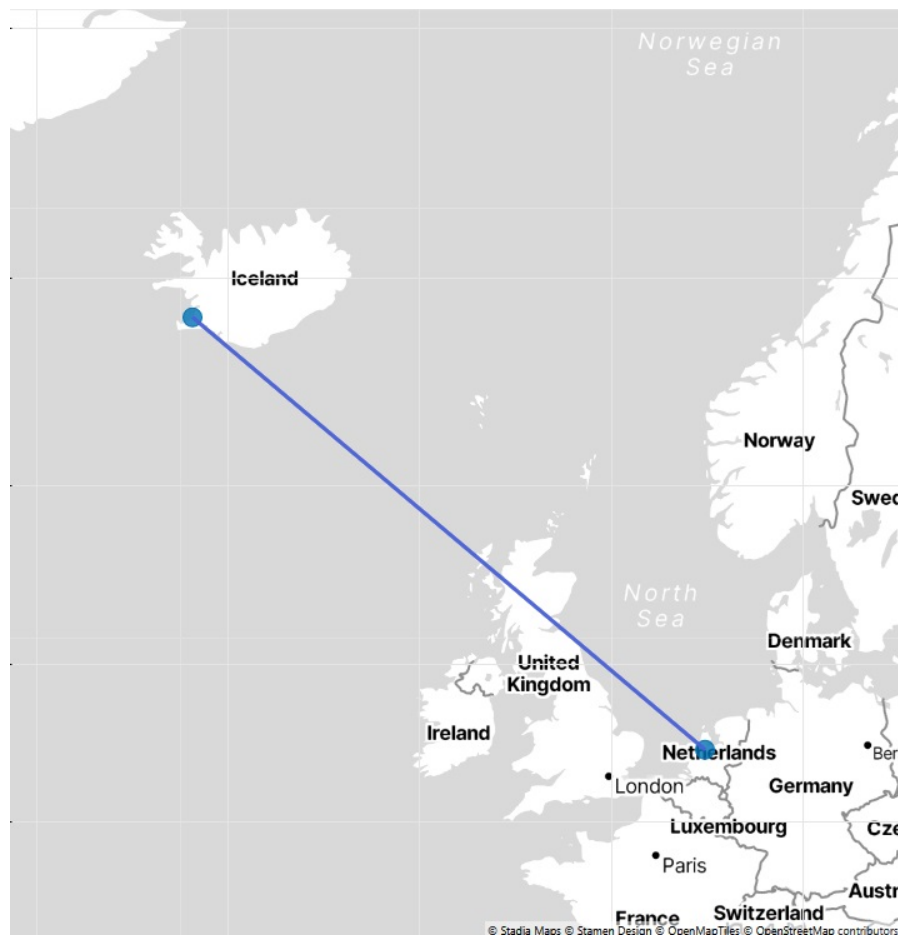 Norwegian
Sea
Iceland
Norway
Swed
North
Sea
Denmark
United
Kingdom
Ireland
Netherlands
Ber
London
Germany
Luxembourg
Cze
Paris
Austr
Switzerland
France
© Stadia Maps © Stamen Design © OpenMapTiles © OpenStreetMap contributors